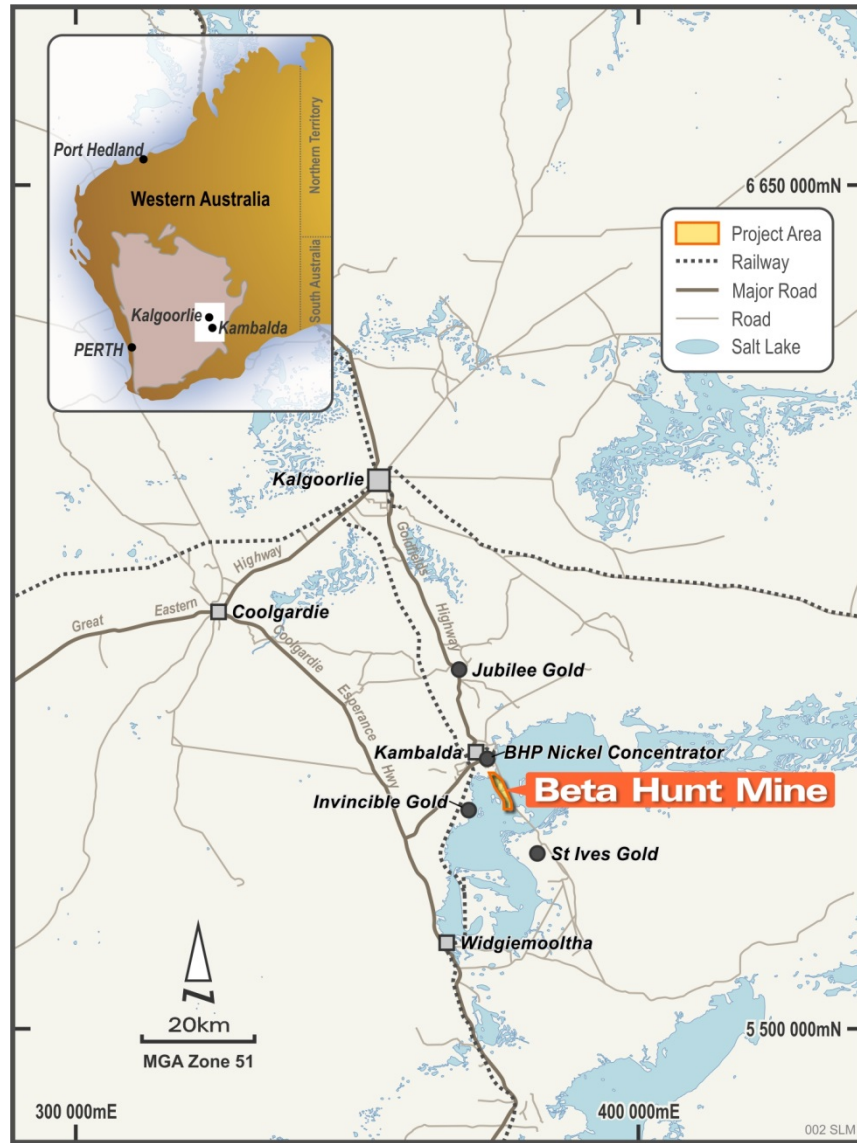 Port Hedland
Western Australia
Northern Territory
South Australia
Kalgoorlie
Kambalda
PERTH
6 650 000mN
Project Area
Railway
Major Road
Road
Salt Lake
Kalgoorlie
Goldfields
Highway
Highway
Eastern
Great
Coolgardie
Coolgardie
Esperance
Hwy
Jubilee Gold
Kambalda
BHP Nickel Concentrator
Beta Hunt Mine
Invincible Gold
St Ives Gold
Widgiemooltha
N
20km
MGA Zone 51
5 500 000mN
300 000mE
400 000mE
002 SLM